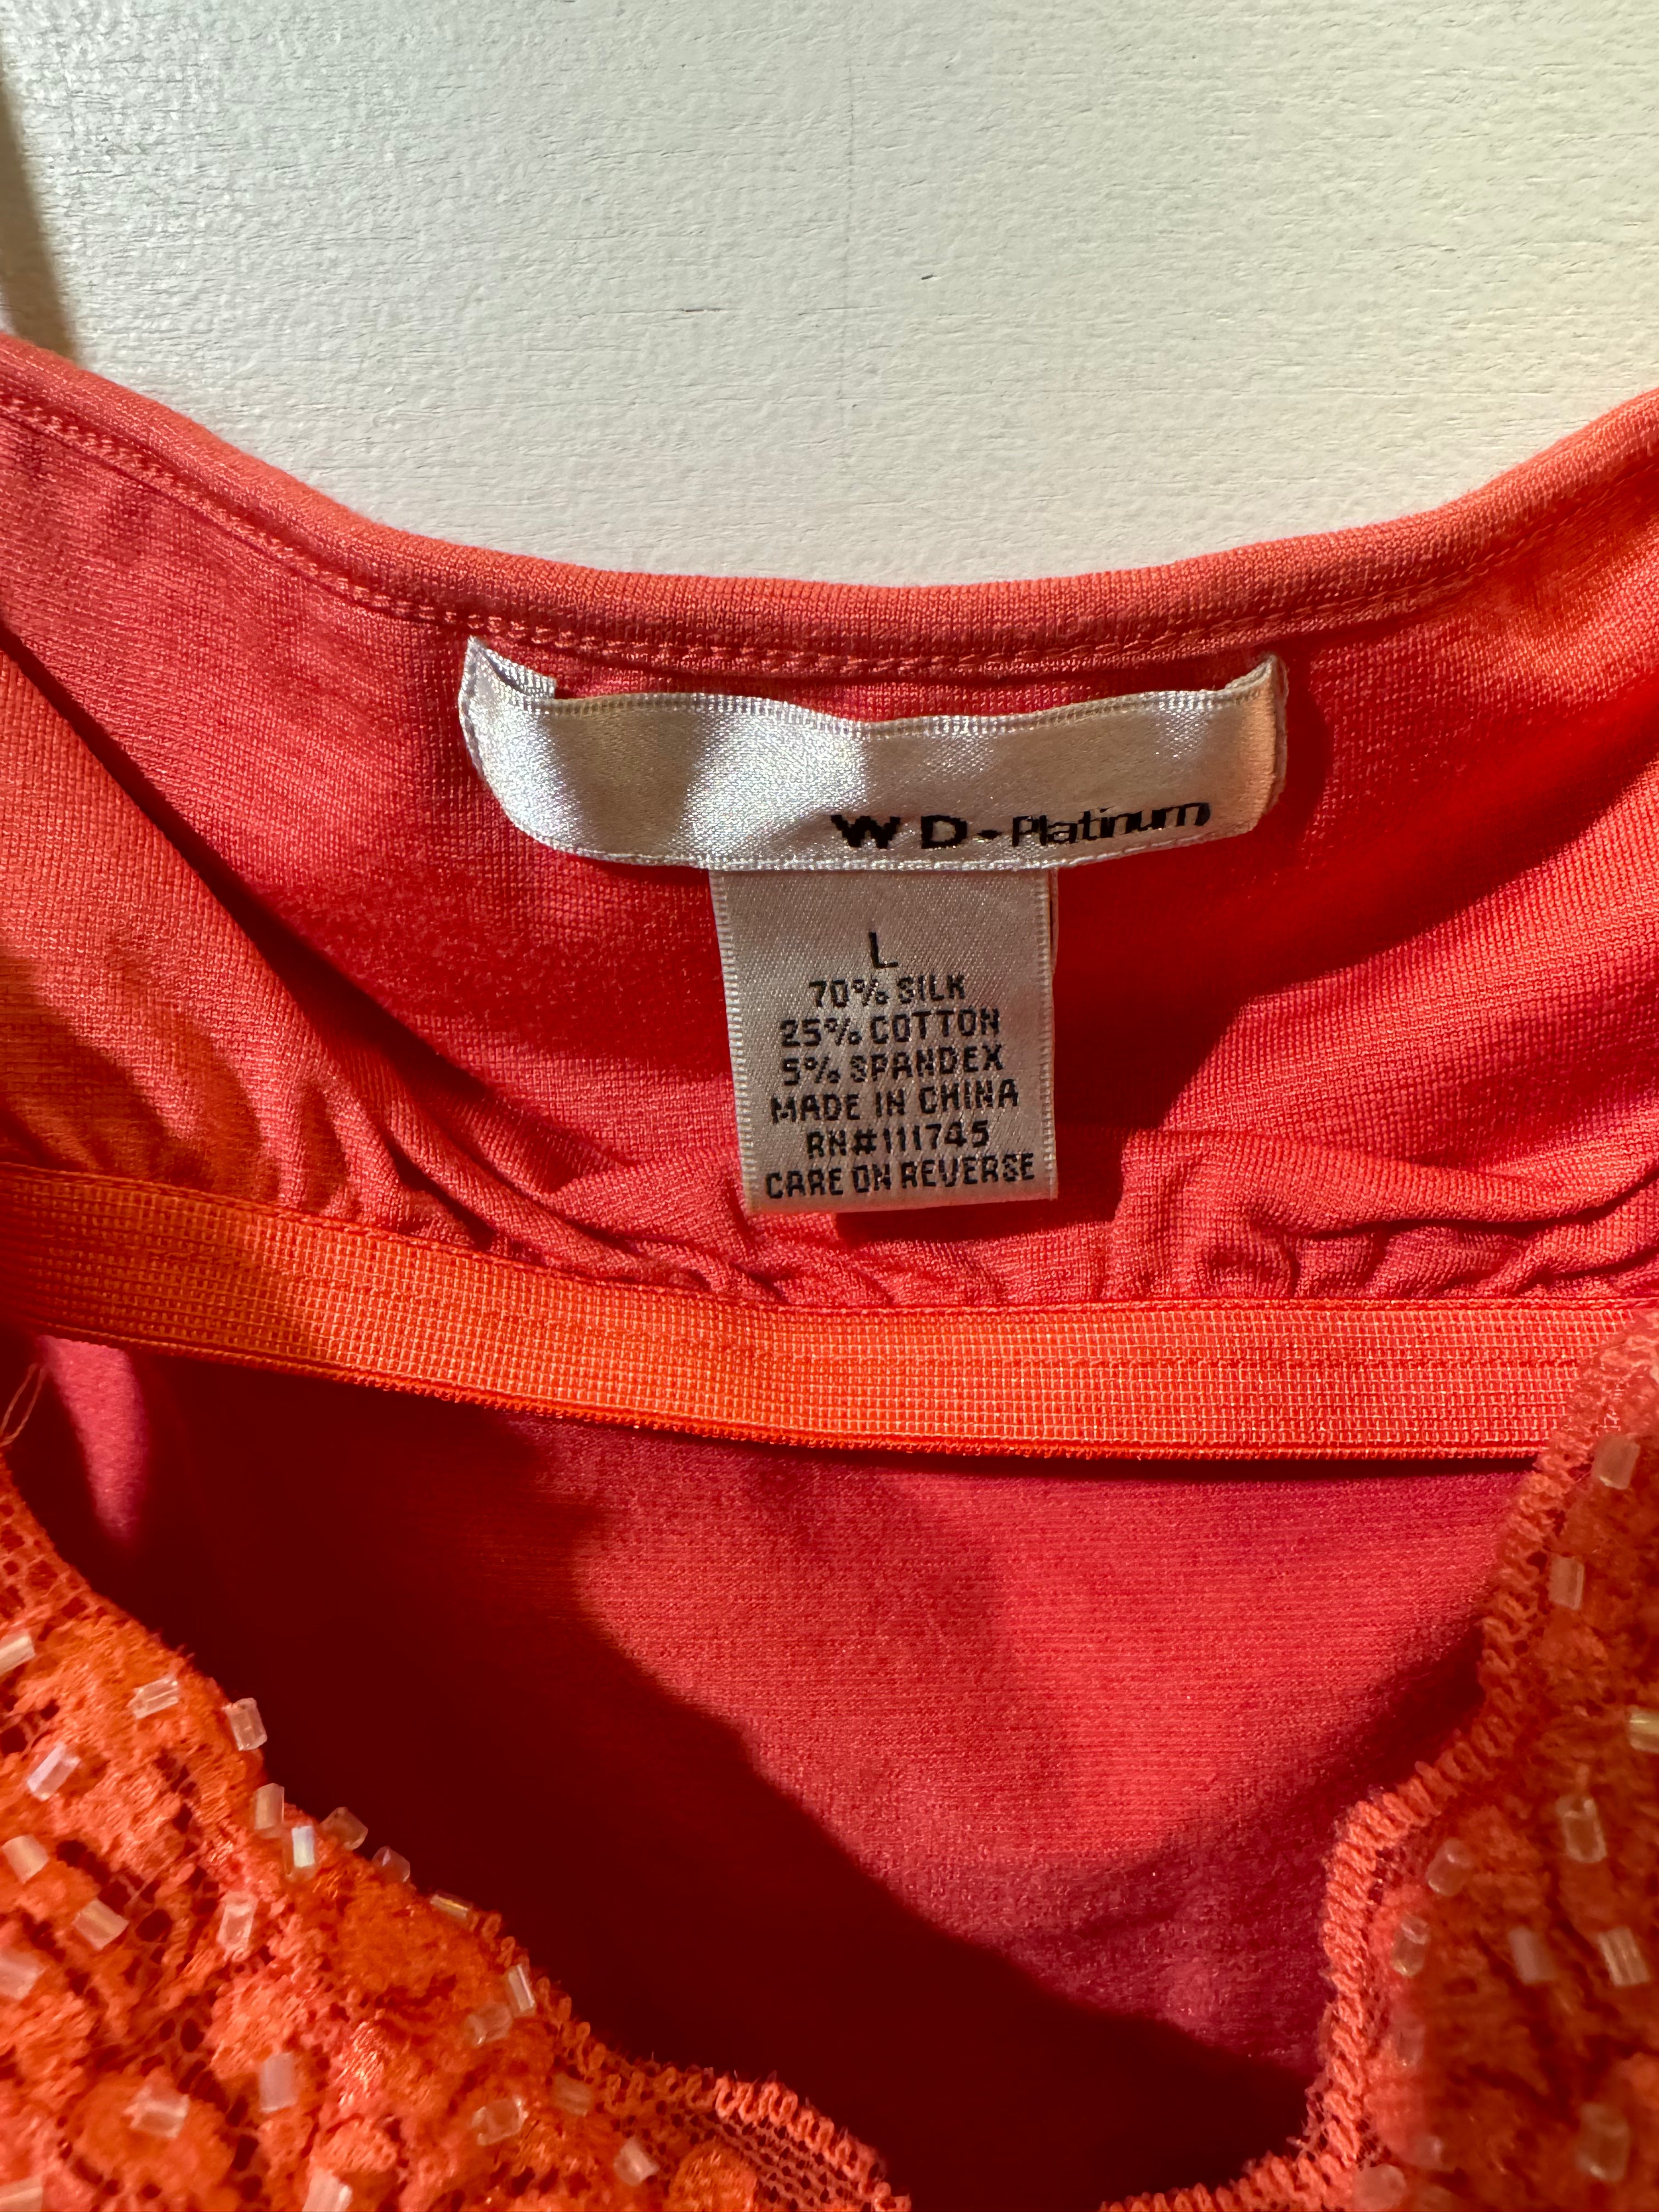 W D • Platinum
L
70% SILK
25% COTTON
5% SPANDEX
MADE IN CHINA
RN#111745
CARE ON REVERSE